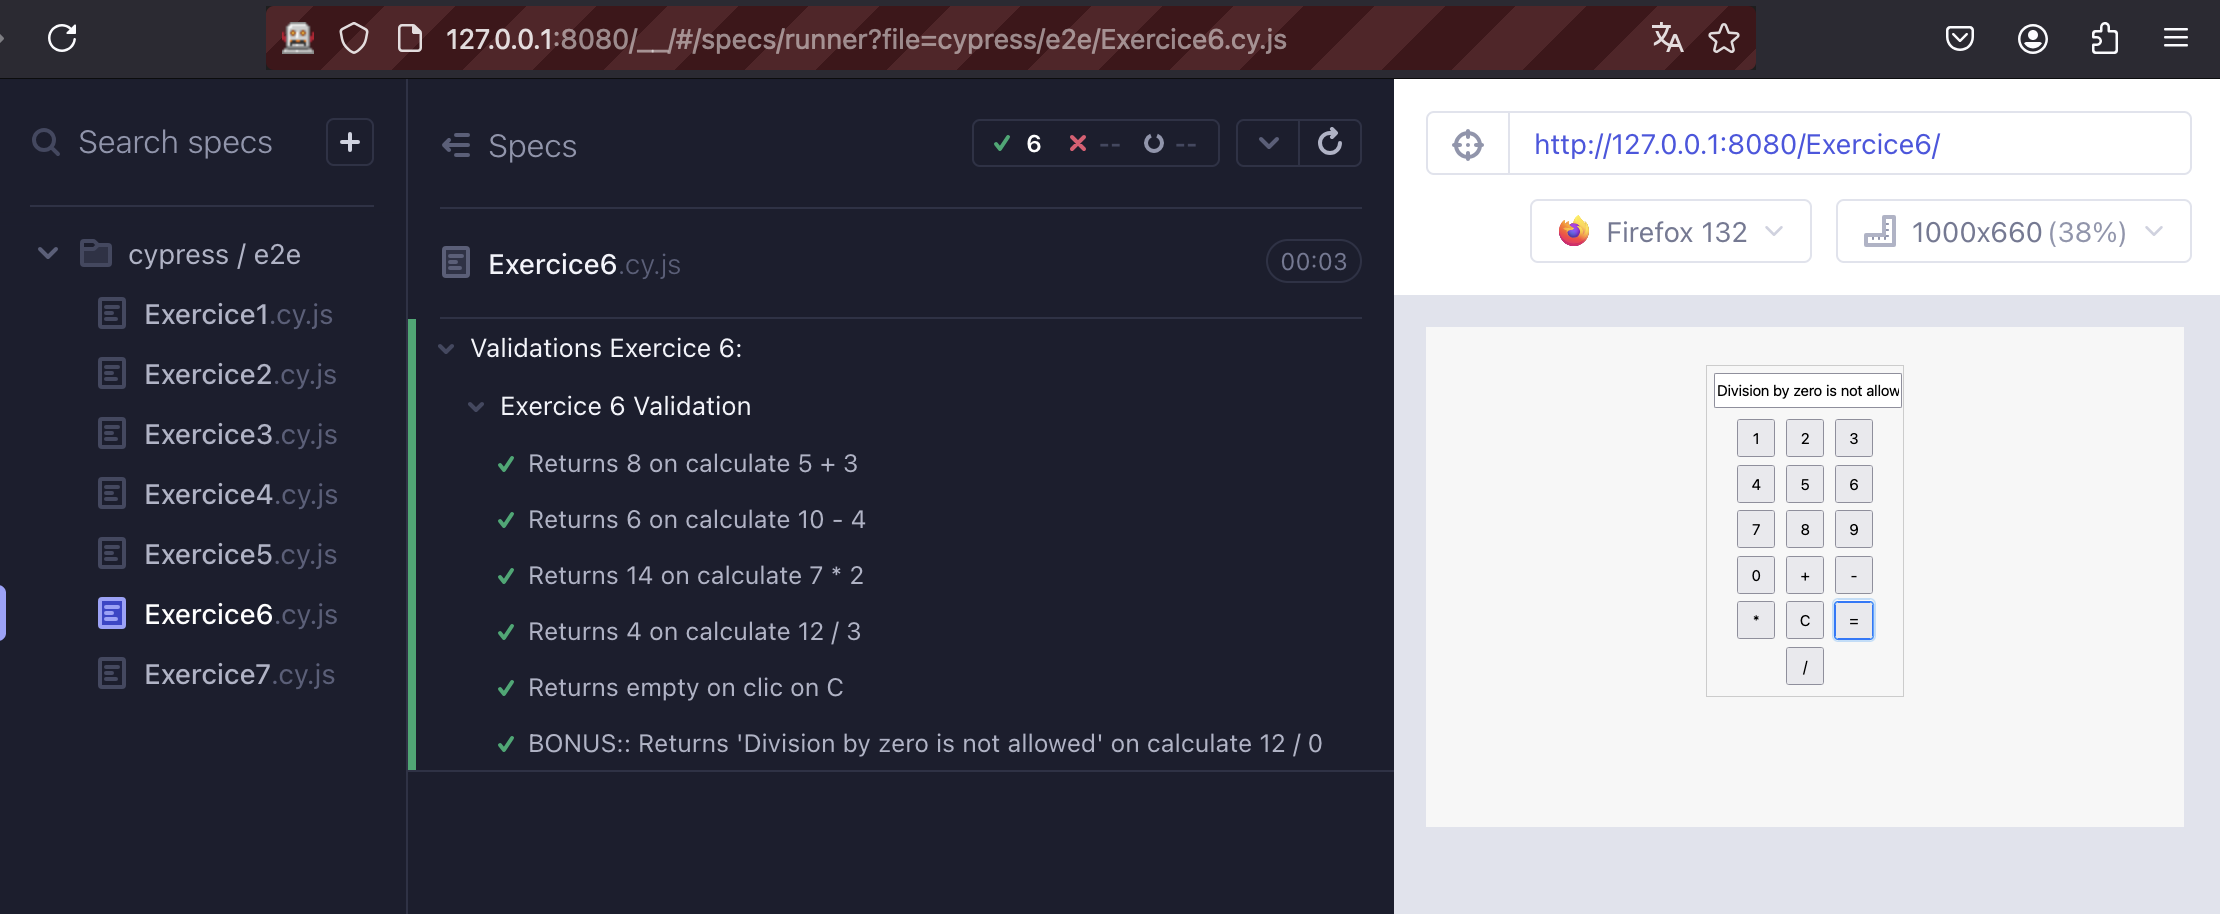 127.0.0.1:8080/__/#/specs/runner?file=cypress/e2e/Exercice6.cy.js
Search specs
+
cypress / e2e
Exercice1.cy.js
Exercice2.cy.js
Exercice3.cy.js
Exercice4.cy.js
Exercice5.cy.js
Exercice6.cy.js
Exercice7.cy.js
Specs
6 -- --
Exercice6.cy.js
00:03
Validations Exercice 6:
Exercice 6 Validation
Returns 8 on calculate 5 + 3
Returns 6 on calculate 10 - 4
Returns 14 on calculate 7 * 2
Returns 4 on calculate 12 / 3
Returns empty on clic on C
BONUS:: Returns 'Division by zero is not allowed' on calculate 12 / 0
http://127.0.0.1:8080/Exercice6/
Firefox 132
1000x660 (38%)
Division by zero is not allow
1 2 3
4 5 6
7 8 9
0 + -
* C =
/